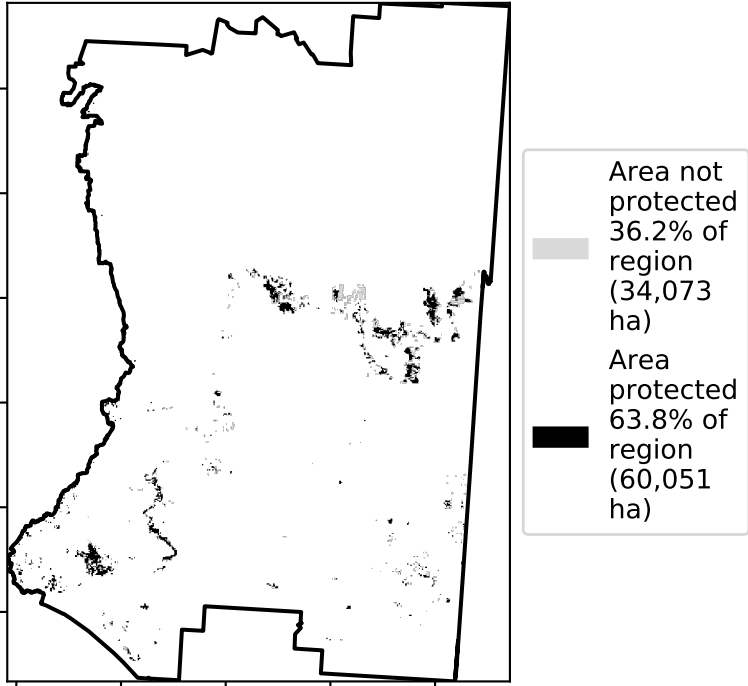 Area not
protected
36.2% of
region
(34,073
ha)
Area
protected
63.8% of
region
(60,051
ha)